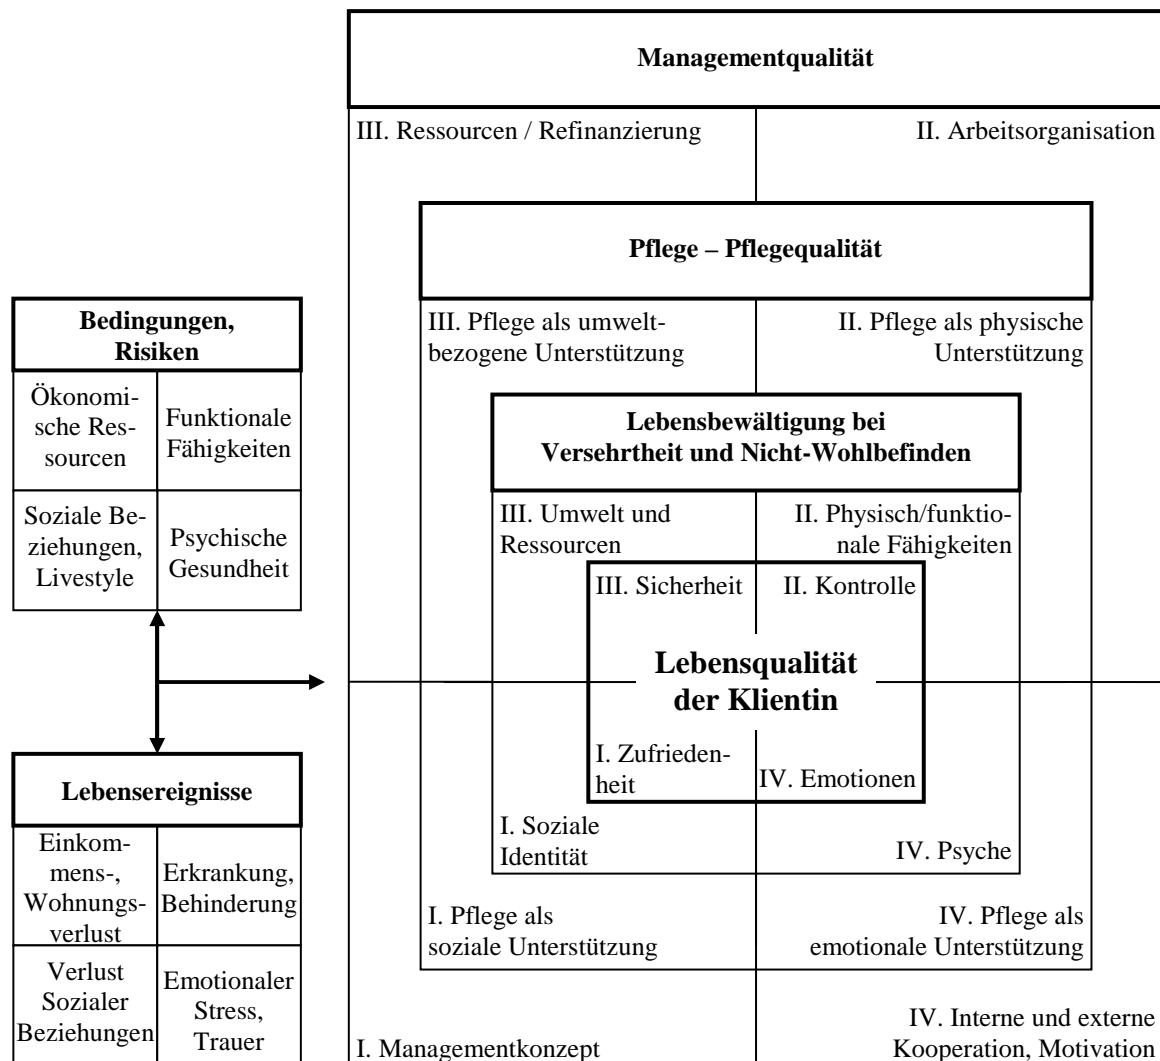 Managementqualität
III. Ressourcen / Refinanzierung
II. Arbeitsorganisation
Pflege – Pflegequalität
III. Pflege als umwelt-
bezogene Unterstützung
II. Pflege als physische
Unterstützung
Lebensbewältigung bei
Versehrtheit und Nicht-Wohlbefinden
III. Umwelt und
Ressourcen
II. Physisch/funktio-
nale Fähigkeiten
III. Sicherheit
II. Kontrolle
Lebensqualität
der Klientin
I. Zufrieden-
heit
IV. Emotionen
I. Soziale
Identität
IV. Psyche
I. Pflege als
soziale Unterstützung
IV. Pflege als
emotionale Unterstützung
I. Managementkonzept
IV. Interne und externe
Kooperation, Motivation
Bedingungen,
Risiken
Ökonomi-
sche Res-
sourcen
Funktionale
Fähigkeiten
Soziale Be-
ziehungen,
Livestyle
Psychische
Gesundheit
Lebensereignisse
Einkom-
mens-,
Wohnungs-
verlust
Erkrankung,
Behinderung
Verlust
Sozialer
Beziehungen
Emotionaler
Stress,
Trauer